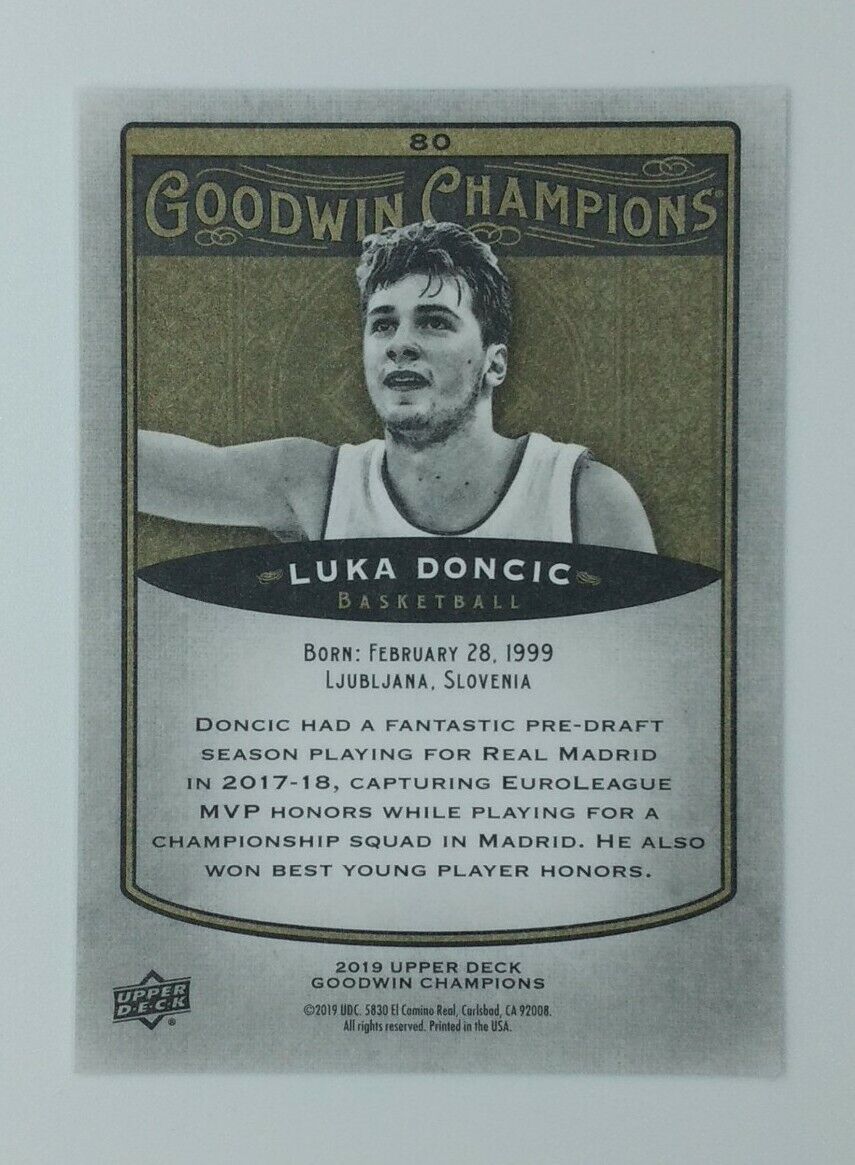 80
GOODWIN CHAMPIONS®
LUKA DONCIC
BASKETBALL
BORN: FEBRUARY 28, 1999
LJUBLJANA, SLOVENIA
DONCIC HAD A FANTASTIC PRE-DRAFT
SEASON PLAYING FOR REAL MADRID
IN 2017-18, CAPTURING EUROLEAGUE
MVP HONORS WHILE PLAYING FOR A
CHAMPIONSHIP SQUAD IN MADRID. HE ALSO
WON BEST YOUNG PLAYER HONORS.
2019 UPPER DECK
GOODWIN CHAMPIONS
UPPER
D·E·C·K
®
©2019 UDC. 5830 El Camino Real, Carlsbad, CA 92008.
All rights reserved. Printed in the USA.